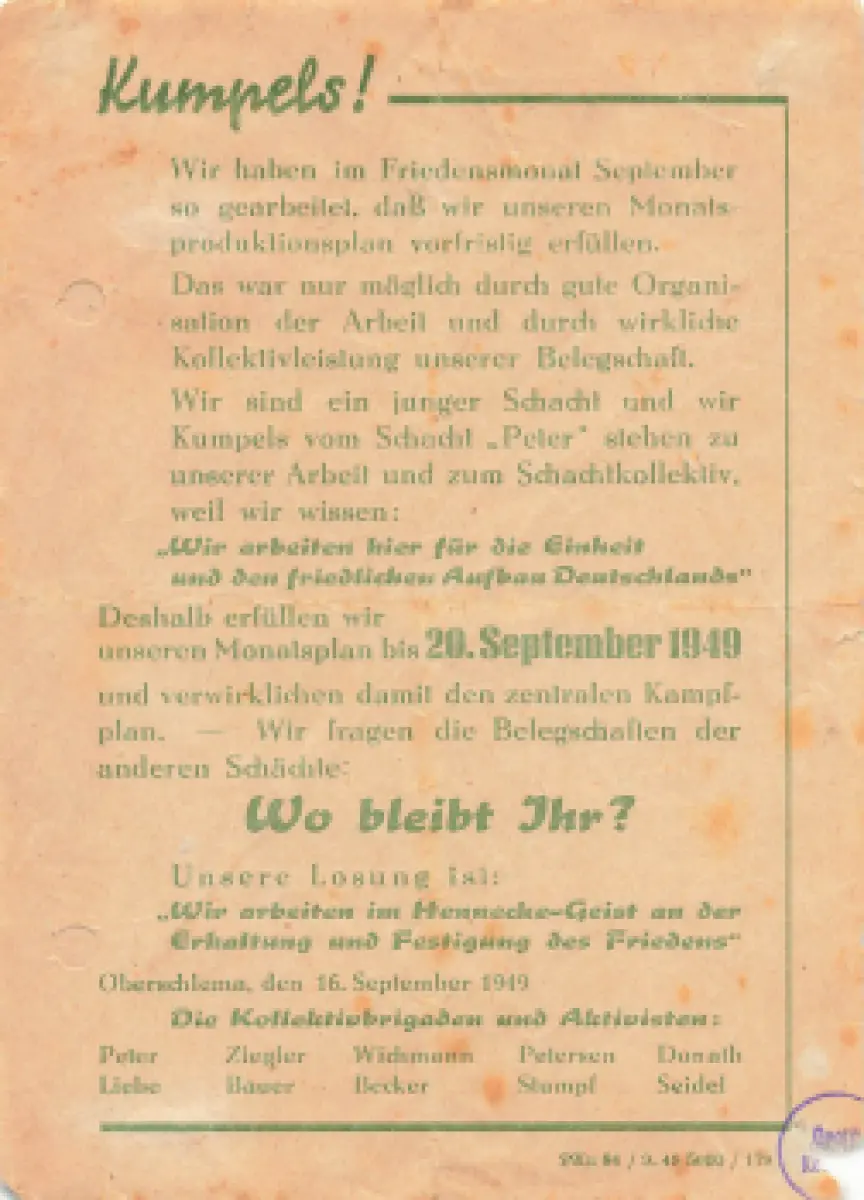 Kumpels!
Wir haben im Friedensmonat September
so gearbeitet, daß wir unseren Monats-
produktionsplan vorfristig erfüllen.
Das war nur möglich durch gute Organi-
sation der Arbeit und durch wirkliche
Kollektivleistung unserer Belegschaft.
Wir sind ein junger Schacht und wir
Kumpels vom Schacht „Peter" stehen zu
unserer Arbeit und zum Schachtkollektiv,
weil wir wissen:
„Wir arbeiten hier für die Einheit
und den friedlichen Aufbau Deutschlands"
Deshalb erfüllen wir
unseren Monatsplan bis 20. September 1949
und verwirklichen damit den zentralen Kampf-
plan. — Wir fragen die Belegschaften der
anderen Schächte:
Wo bleibt Ihr?
Unsere Losung ist:
„Wir arbeiten im Hennecke-Geist an der
Erhaltung und Festigung des Friedens"
Oberschlema, den 16. September 1949
Die Kollektivbrigaden und Aktivisten:
Peter Ziegler Widsmann Petersen Donath
Liebe Bauer Becker Stumpf Seidel